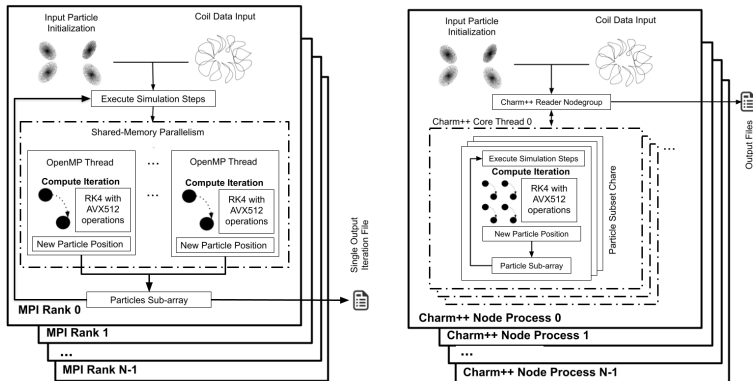 Input Particle
Initialization
Coil Data Input
Execute Simulation Steps
Shared-Memory Parallelism
OpenMP Thread
...
OpenMP Thread
Compute Iteration
Compute Iteration
RK4 with
AVX512
operations
...
RK4 with
AVX512
operations
New Particle Position
New Particle Position
Particles Sub-array
Single Output
Iteration File
MPI Rank 0
MPI Rank 1
...
MPI Rank N-1
Input Particle
Initialization
Coil Data Input
Charm++ Reader Nodegroup
Output Files
Charm++ Core Thread 0
...
Execute Simulation Steps
Compute Iteration
RK4 with
AVX512
operations
New Particle Position
Particle Sub-array
Particle Subset Chare
Charm++ Node Process 0
Charm++ Node Process 1
...
Charm++ Node Process N-1